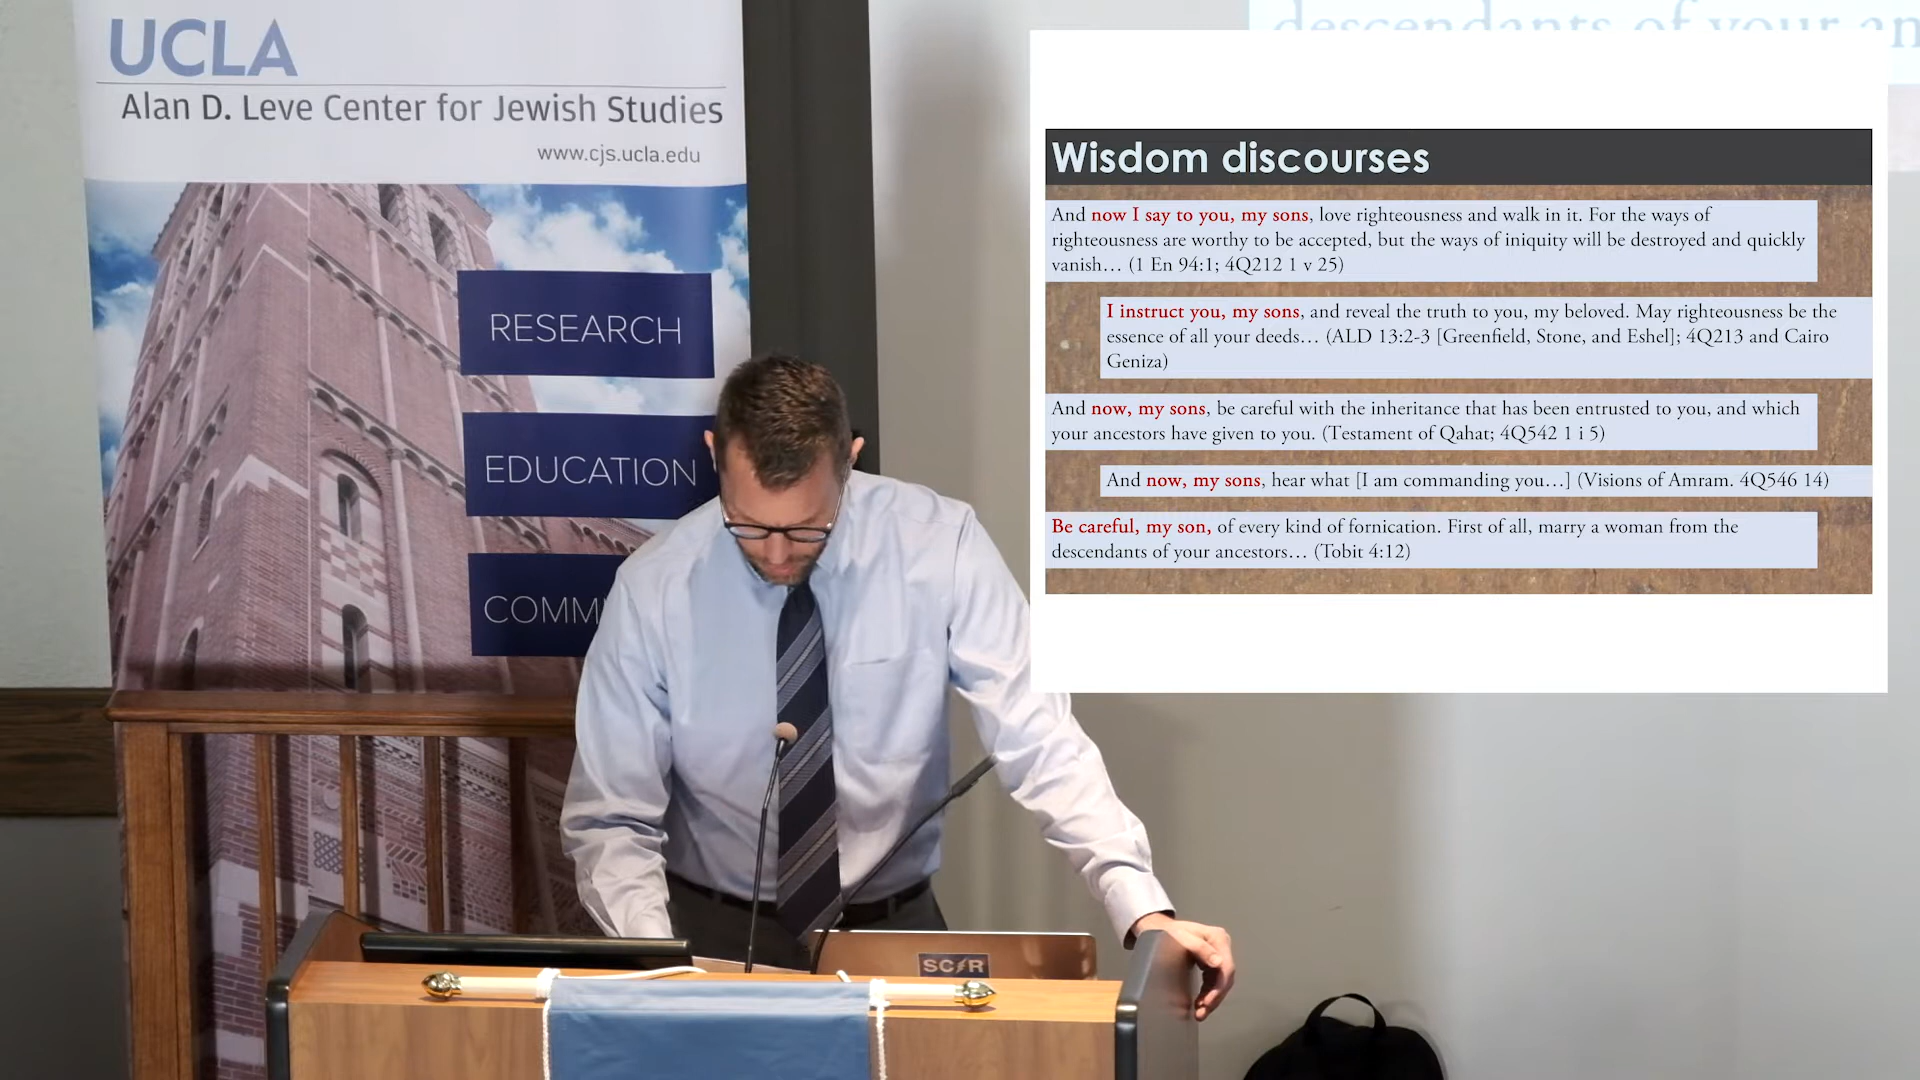 UCLA
Alan D. Leve Center for Jewish Studies
www.cjs.ucla.edu
RESEARCH
EDUCATION
COMM
descendants of your an
Wisdom discourses
And now I say to you, my sons, love righteousness and walk in it. For the ways of
righteousness are worthy to be accepted, but the ways of iniquity will be destroyed and quickly
vanish… (1 En 94:1; 4Q212 1 v 25)
I instruct you, my sons, and reveal the truth to you, my beloved. May righteousness be the
essence of all your deeds… (ALD 13:2-3 [Greenfield, Stone, and Eshel]; 4Q213 and Cairo
Geniza)
And now, my sons, be careful with the inheritance that has been entrusted to you, and which
your ancestors have given to you. (Testament of Qahat; 4Q542 1 i 5)
And now, my sons, hear what [I am commanding you…] (Visions of Amram. 4Q546 14)
Be careful, my son, of every kind of fornication. First of all, marry a woman from the
descendants of your ancestors… (Tobit 4:12)